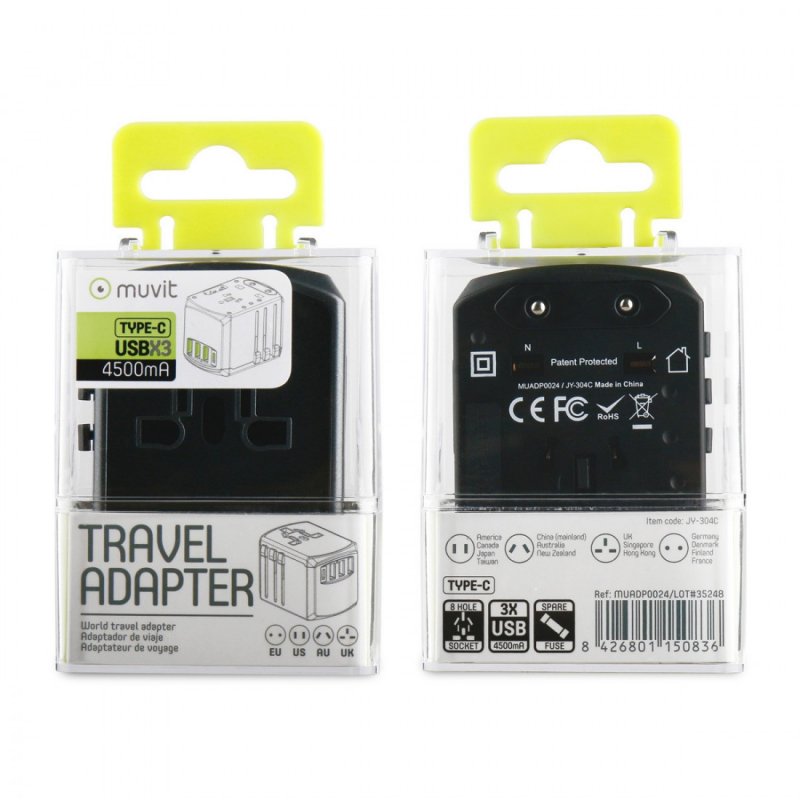 muvit
TYPE-C
USBX3
4500mA
TRAVEL
ADAPTER
World travel adapter
Adaptador de viaje
Adaptateur de voyage
EU US AU UK
N L
Patent Protected
MUADP0024 / JY-304C Made in China
CE FC RoHS
Item code: JY-304C
America
Canada
Japan
Taiwan
China (mainland)
Australia
New Zealand
UK
Singapore
Hong Kong
Germany
Denmark
Finland
France
TYPE-C
8 HOLE
SOCKET
3X
USB
4500mA
SPARE
FUSE
Ref: MUADP0024/LOT#35248
8 426801 150836